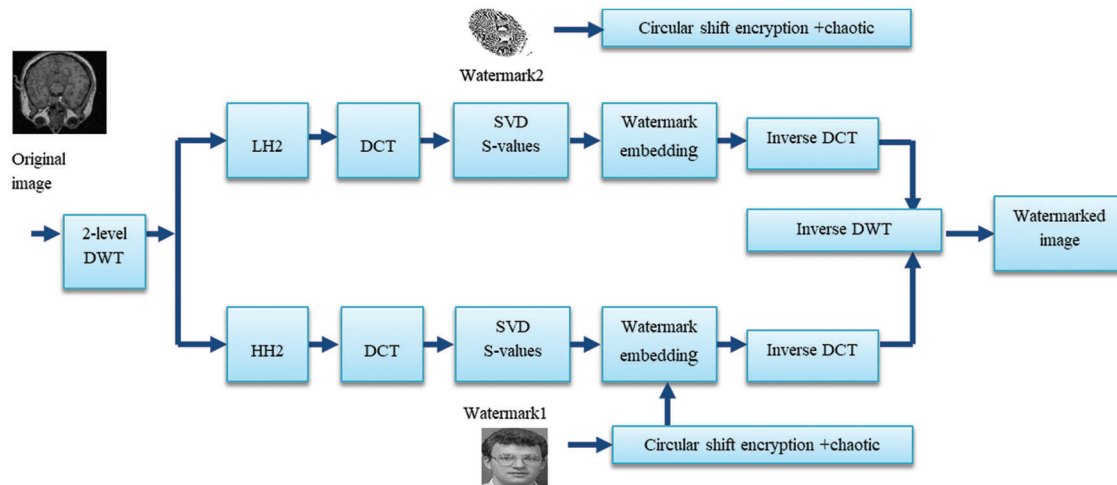 Circular shift encryption +chaotic
Watermark2
Original
image
LH2
DCT
SVD
S-values
Watermark
embedding
Inverse DCT
2-level
DWT
Inverse DWT
Watermarked
image
HH2
DCT
SVD
S-values
Watermark
embedding
Inverse DCT
Watermark1
Circular shift encryption +chaotic